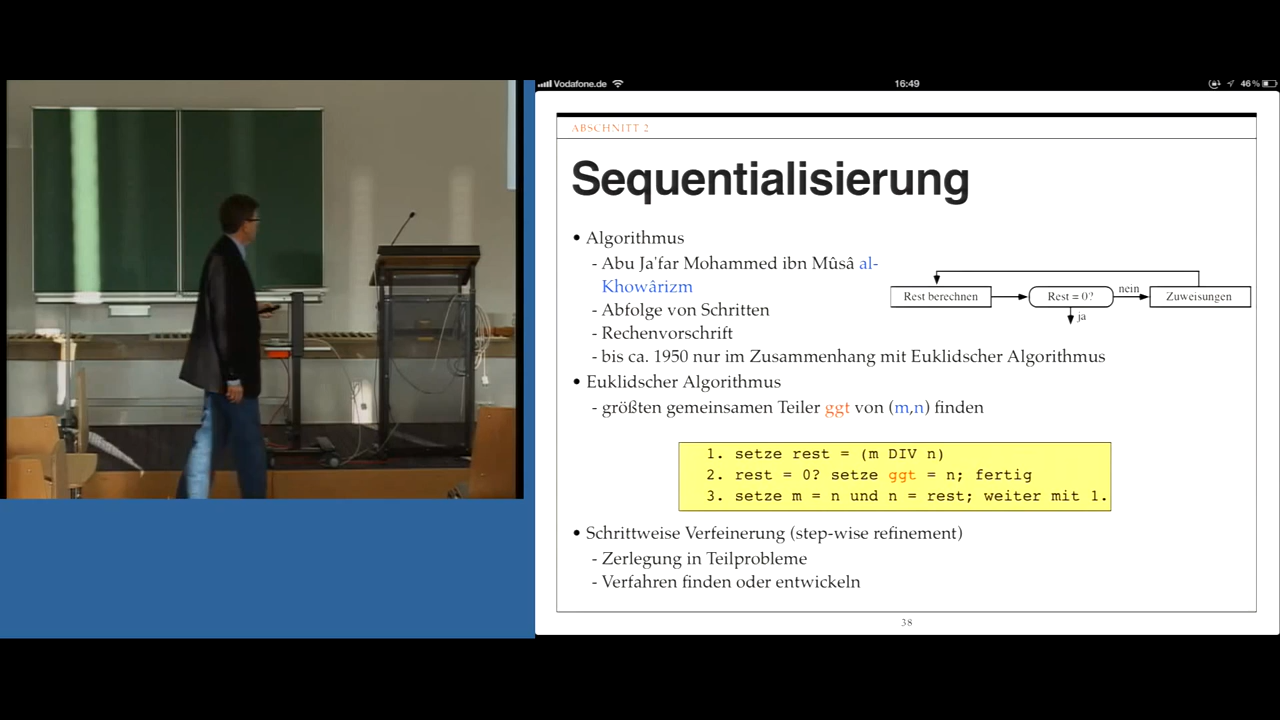 Vodafone.de
16:49
46 %
ABSCHNITT 2
Sequentialisierung
• Algorithmus
- Abu Ja'far Mohammed ibn Mûsâ al-
Khowârizm
- Abfolge von Schritten
- Rechenvorschrift
- bis ca. 1950 nur im Zusammenhang mit Euklidscher Algorithmus
Rest berechnen
Rest = 0?
nein
Zuweisungen
ja
• Euklidscher Algorithmus
- größten gemeinsamen Teiler ggt von (m,n) finden
1. setze rest = (m DIV n)
2. rest = 0? setze ggt = n; fertig
3. setze m = n und n = rest; weiter mit 1.
• Schrittweise Verfeinerung (step-wise refinement)
- Zerlegung in Teilprobleme
- Verfahren finden oder entwickeln
38